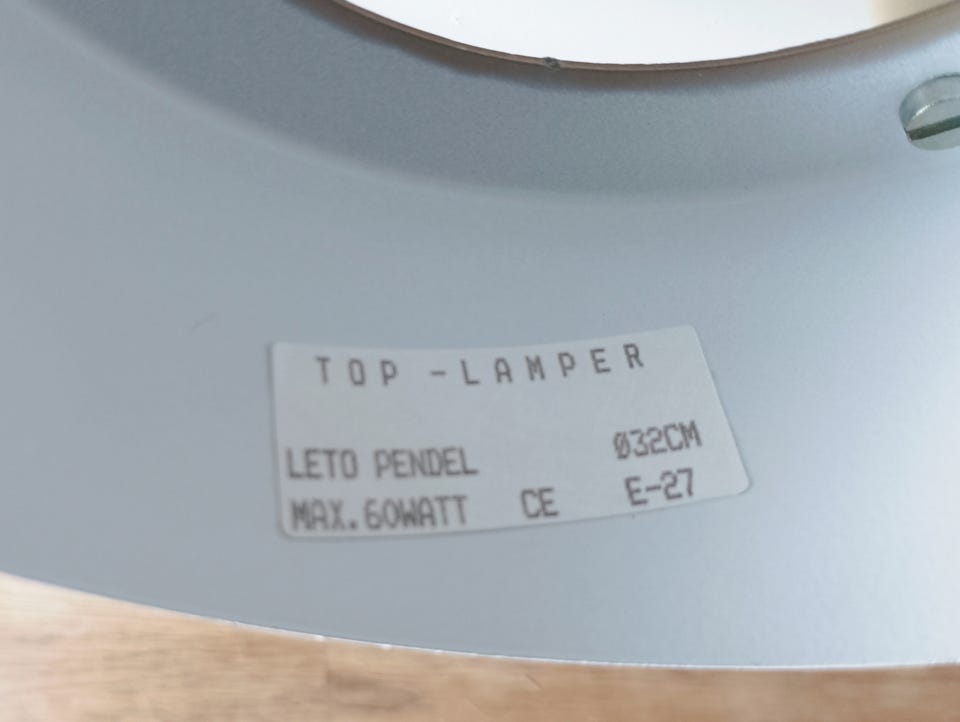 TOP -LAMPER
LETO PENDEL Ø32CM
MAX.60WATT CE E-27